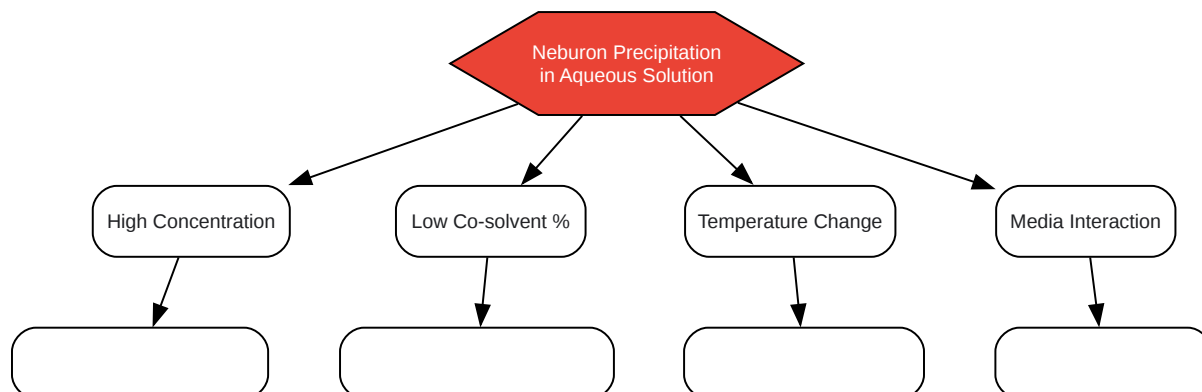 Neburon Precipitation
in Aqueous Solution
High Concentration
Low Co-solvent %
Temperature Change
Media Interaction